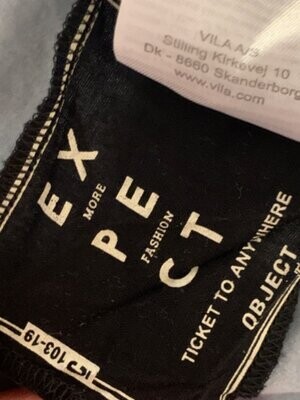 VILA A/S
Stilling Kirkevej 10
Dk - 8660 Skanderborg
www.vila.com
EX
MORE
PE
FASHION
CT
TICKET TO ANYWHERE
OBJECT
103-19